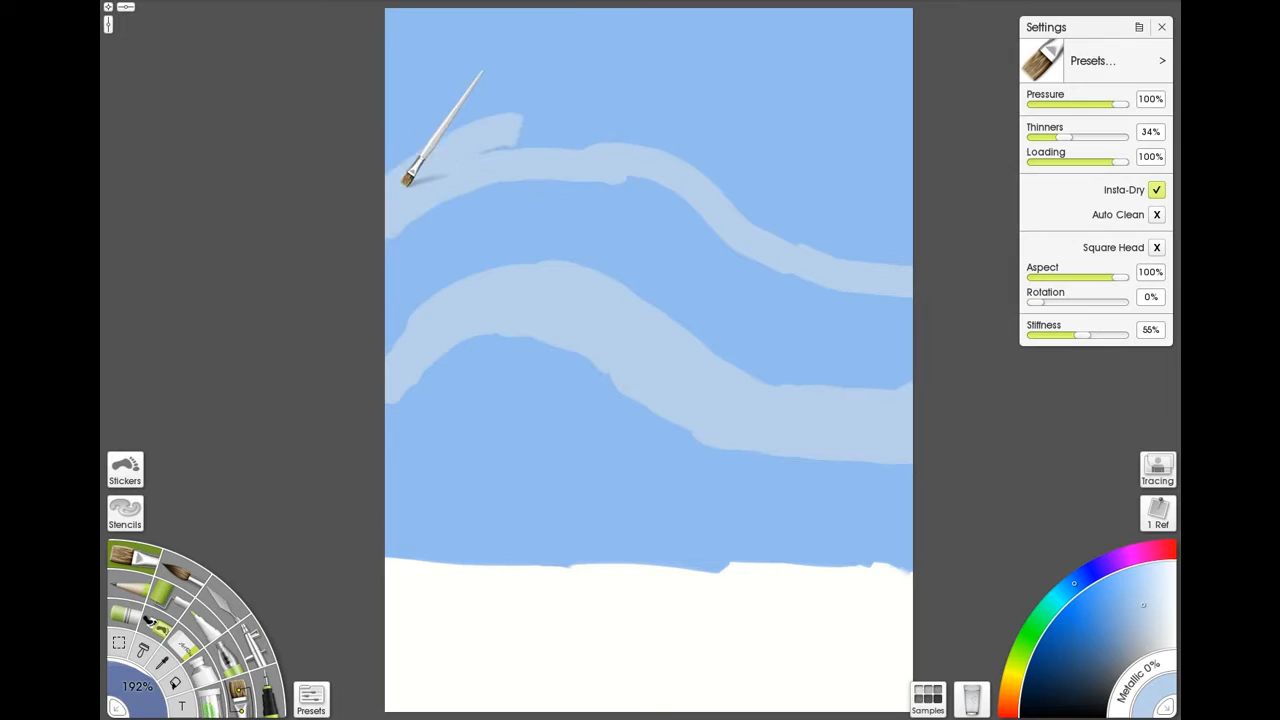 Settings
Presets... >
Pressure 100%
Thinners 34%
Loading 100%
Insta-Dry ✓
Auto Clean X
Square Head X
Aspect 100%
Rotation 0%
Stiffness 55%
Stickers
Stencils
Tracing
1 Ref
192%
T
Presets
Samples
Metallic 0%